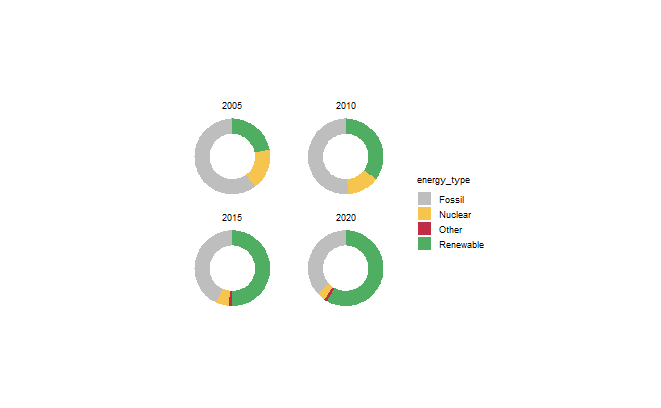 2005
2010
energy_type
Fossil
Nuclear
Other
Renewable
2015
2020